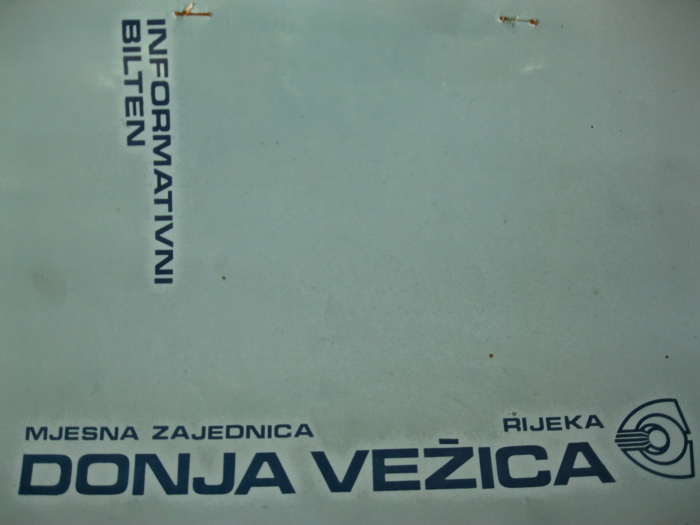 INFORMATIVNI
BILTEN
MJESNA ZAJEDNICA
RIJEKA
DONJA VEŽICA